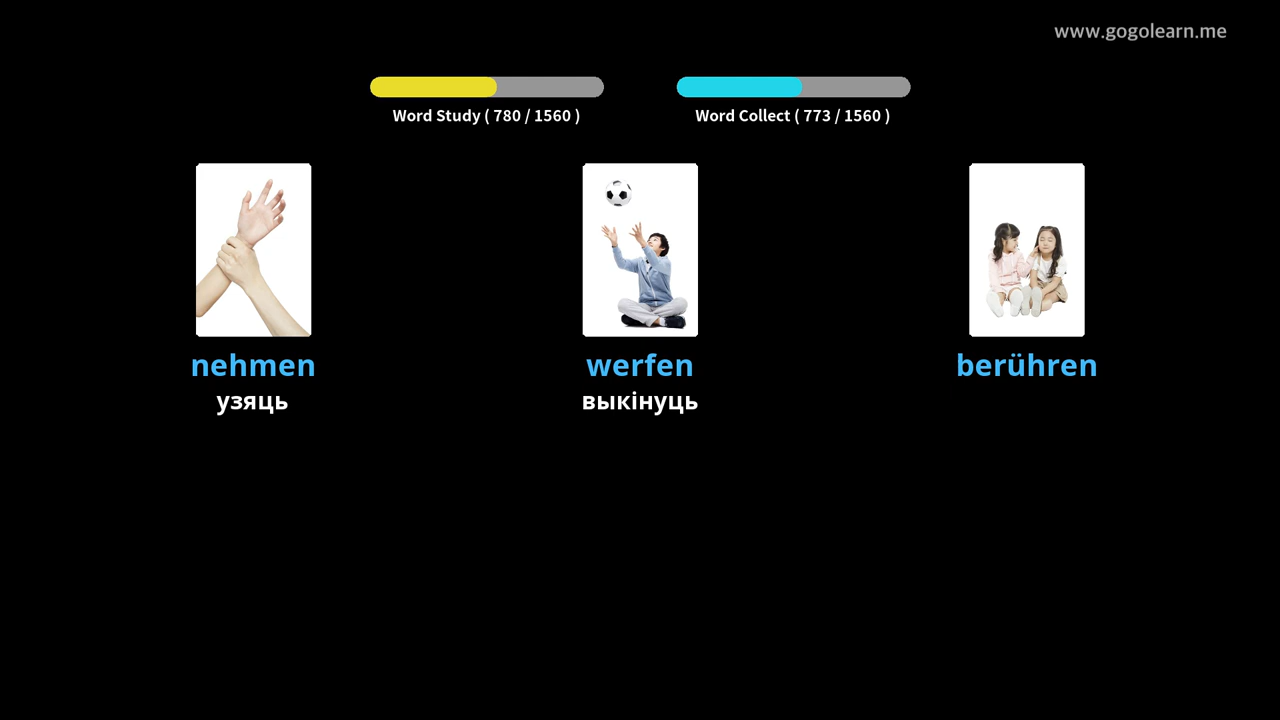 www.gogolearn.me
Word Study ( 780 / 1560 )
Word Collect ( 773 / 1560 )
nehmen
werfen
berühren
узяць
выкінуць